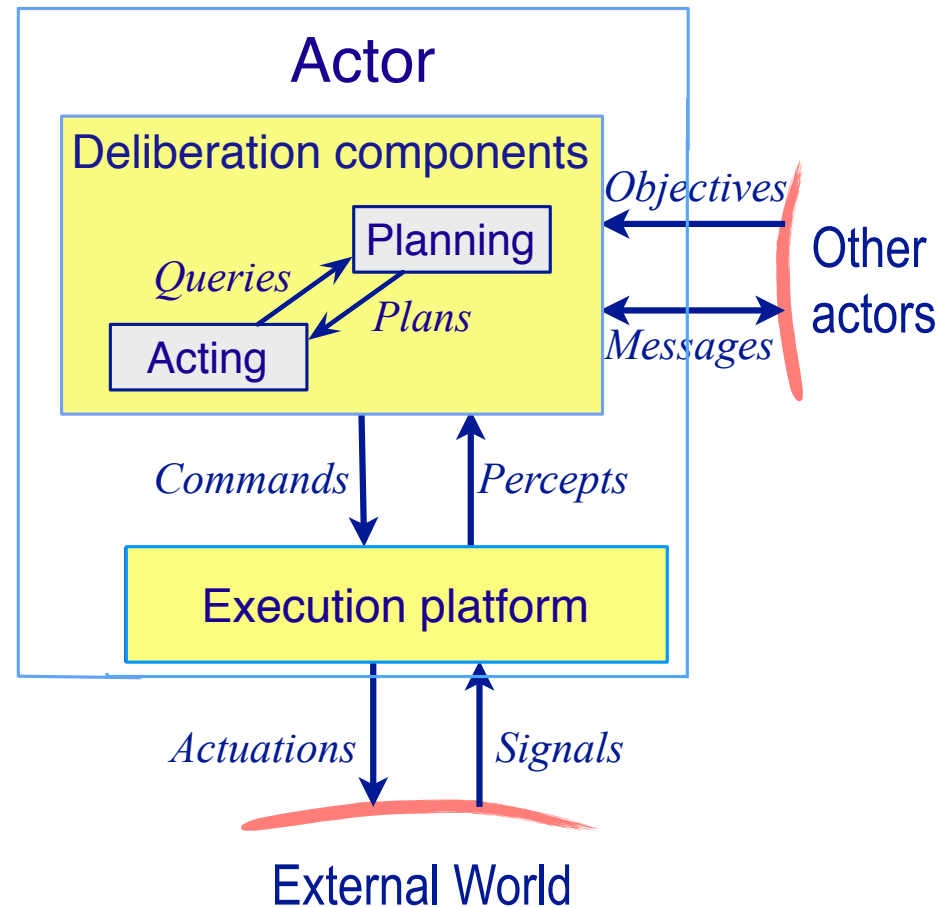 Actor
Deliberation components
Objectives
Planning
Other
actors
Queries
Plans
Messages
Acting
Commands
Percepts
Execution platform
Actuations
Signals
External World